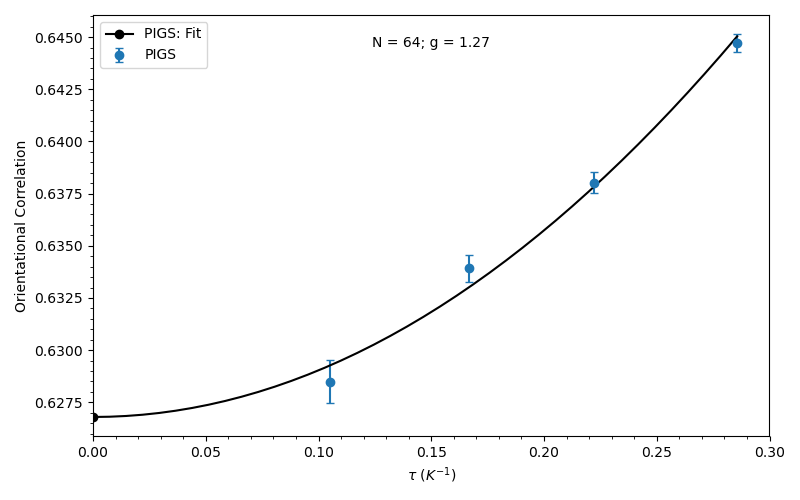 PIGS: Fit
PIGS
N = 64; g = 1.27
0.6450
0.6425
0.6400
0.6375
0.6350
0.6325
0.6300
0.6275
Orientational Correlation
0.00 0.05 0.10 0.15 0.20 0.25 0.30
τ (K⁻¹)